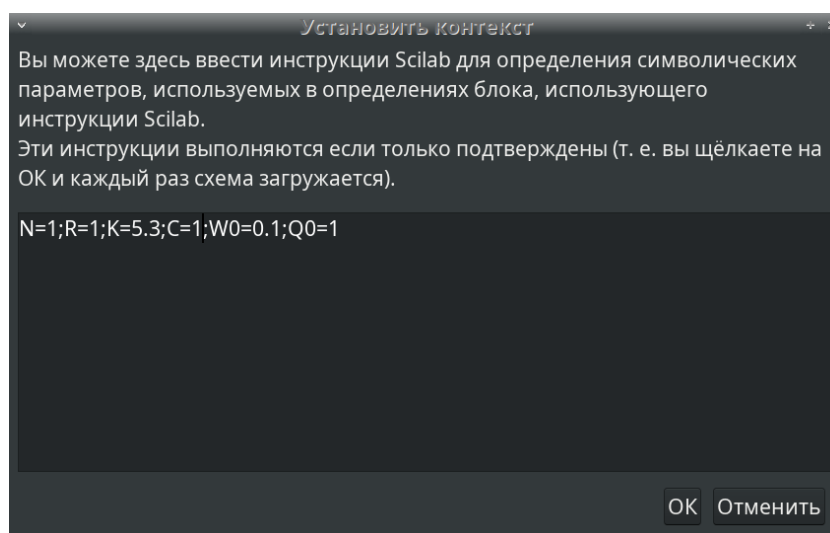 Установить контекст
Вы можете здесь ввести инструкции Scilab для определения символических
параметров, используемых в определениях блока, использующего
инструкции Scilab.
Эти инструкции выполняются если только подтверждены (т. е. вы щёлкаете на
ОК и каждый раз схема загружается).
N=1;R=1;K=5.3;C=1;W0=0.1;Q0=1
ОК Отменить